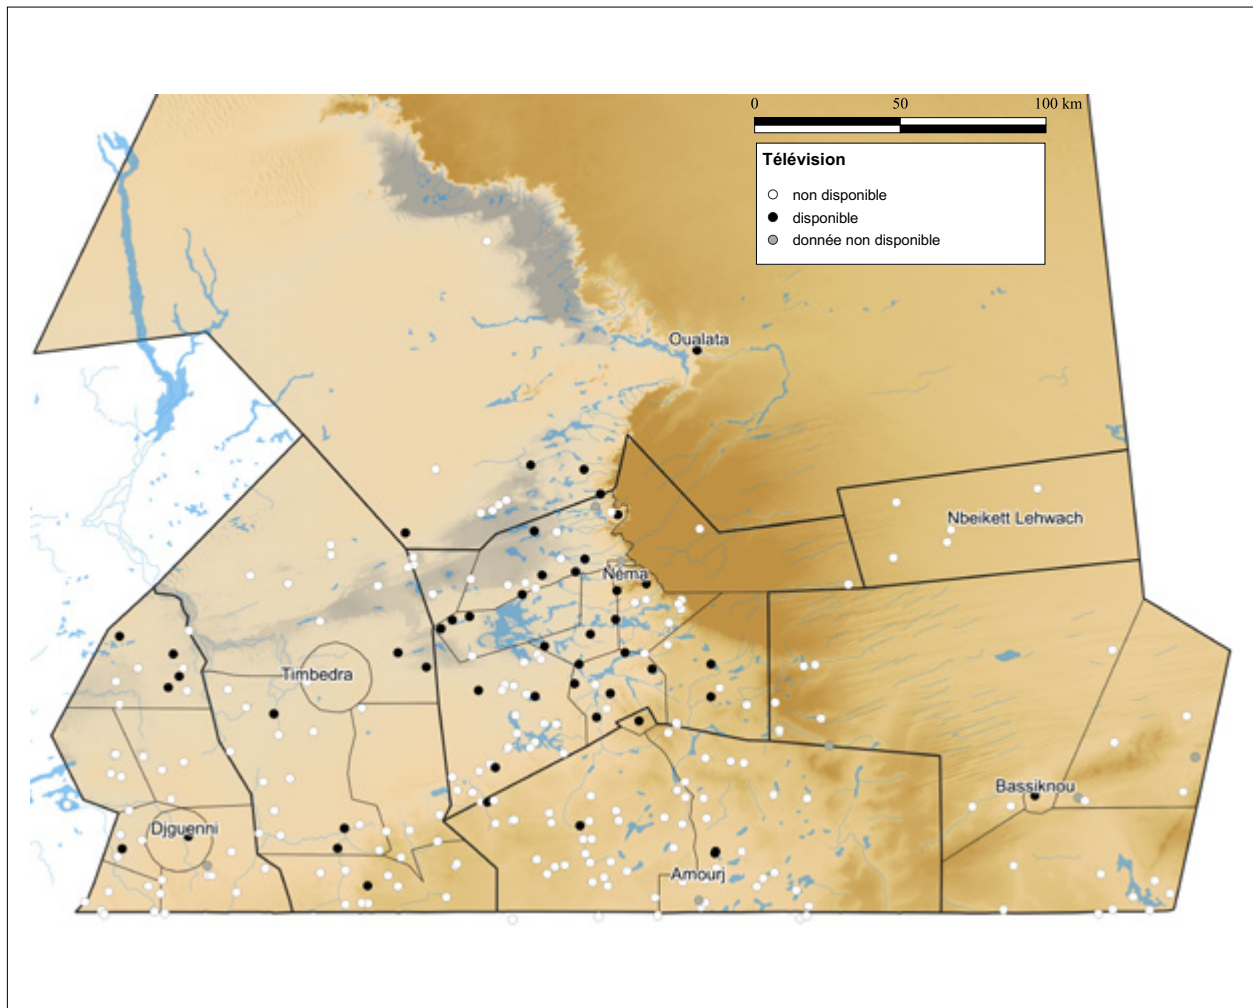 0 50 100 km
Télévision
non disponible
disponible
donnée non disponible
Oualata
Nbeikett Lehwach
Néma
Timbedra
Bassiknou
Djguenni
Amourj